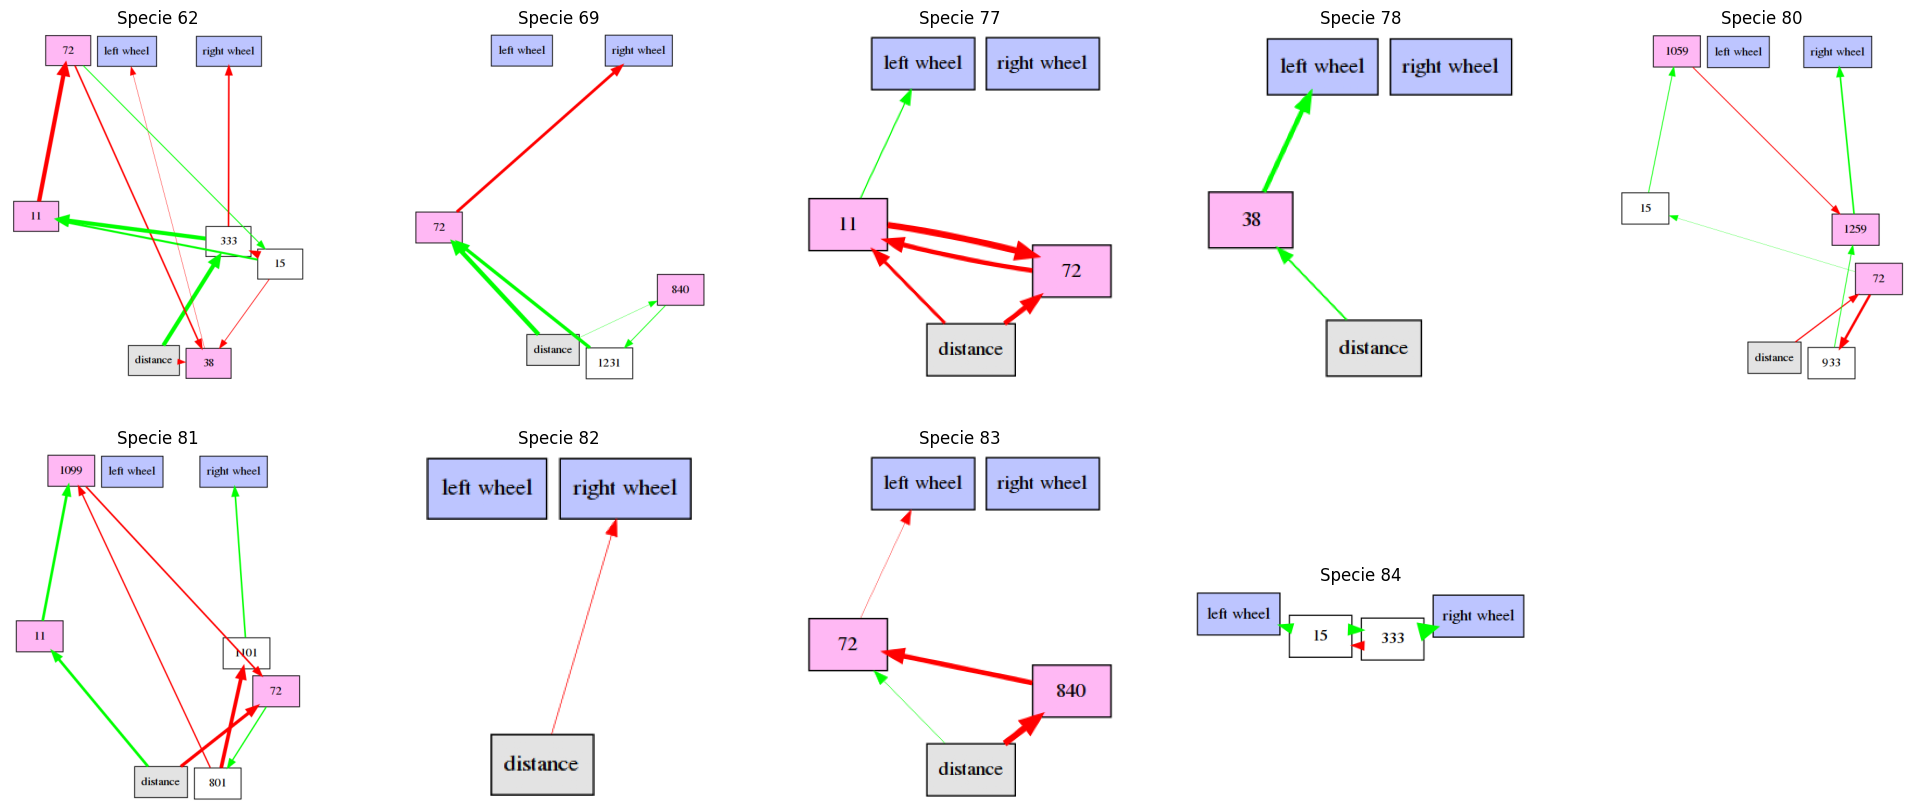 Specie 62
72
left wheel
right wheel
11
333
15
distance
38
Specie 69
left wheel
right wheel
72
840
distance
1231
Specie 77
left wheel
right wheel
11
72
distance
Specie 78
left wheel
right wheel
38
distance
Specie 80
1059
left wheel
right wheel
15
1259
72
distance
933
Specie 81
1099
left wheel
right wheel
11
1101
72
distance
801
Specie 82
left wheel
right wheel
distance
Specie 83
left wheel
right wheel
72
840
distance
Specie 84
left wheel
15
333
right wheel